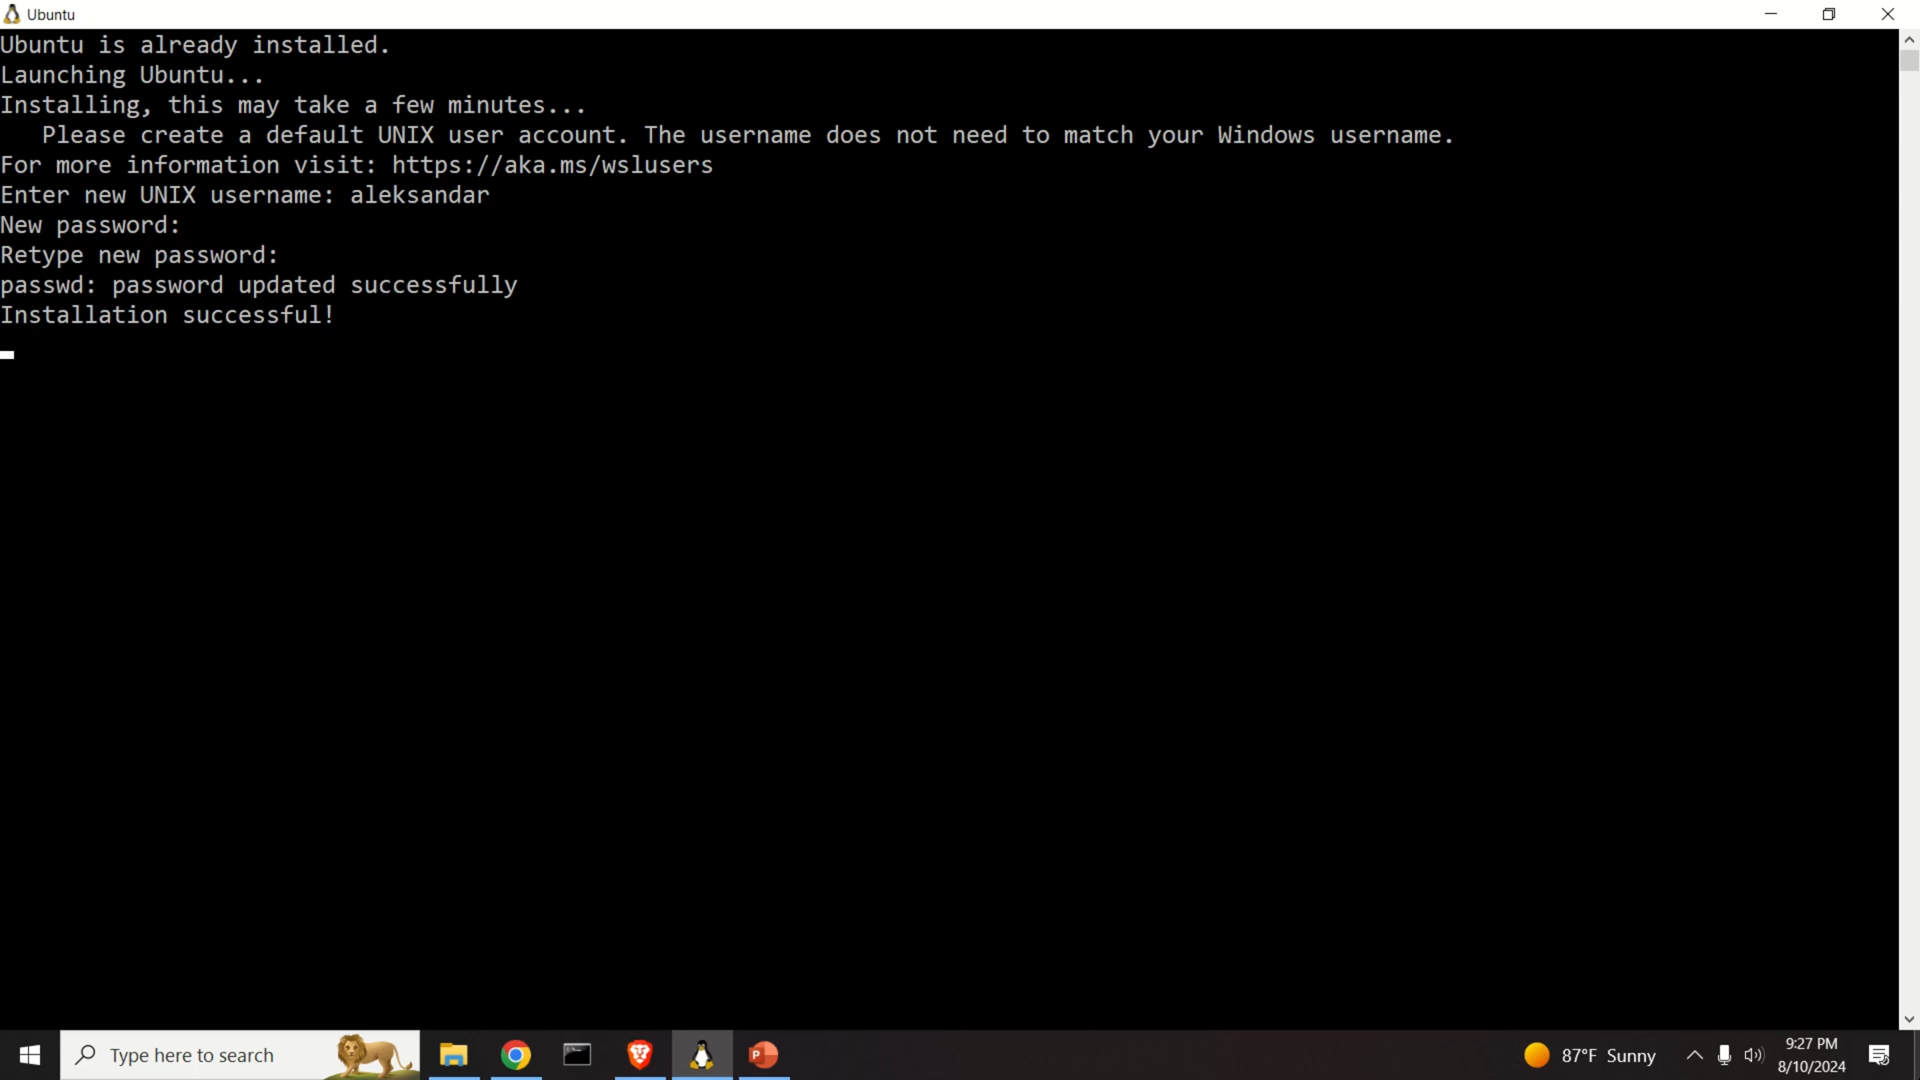 Ubuntu
Ubuntu is already installed.
Launching Ubuntu...
Installing, this may take a few minutes...
Please create a default UNIX user account. The username does not need to match your Windows username.
For more information visit: https://aka.ms/wslusers
Enter new UNIX username: aleksandar
New password:
Retype new password:
passwd: password updated successfully
Installation successful!
Type here to search
P
87°F Sunny
9:27 PM
8/10/2024